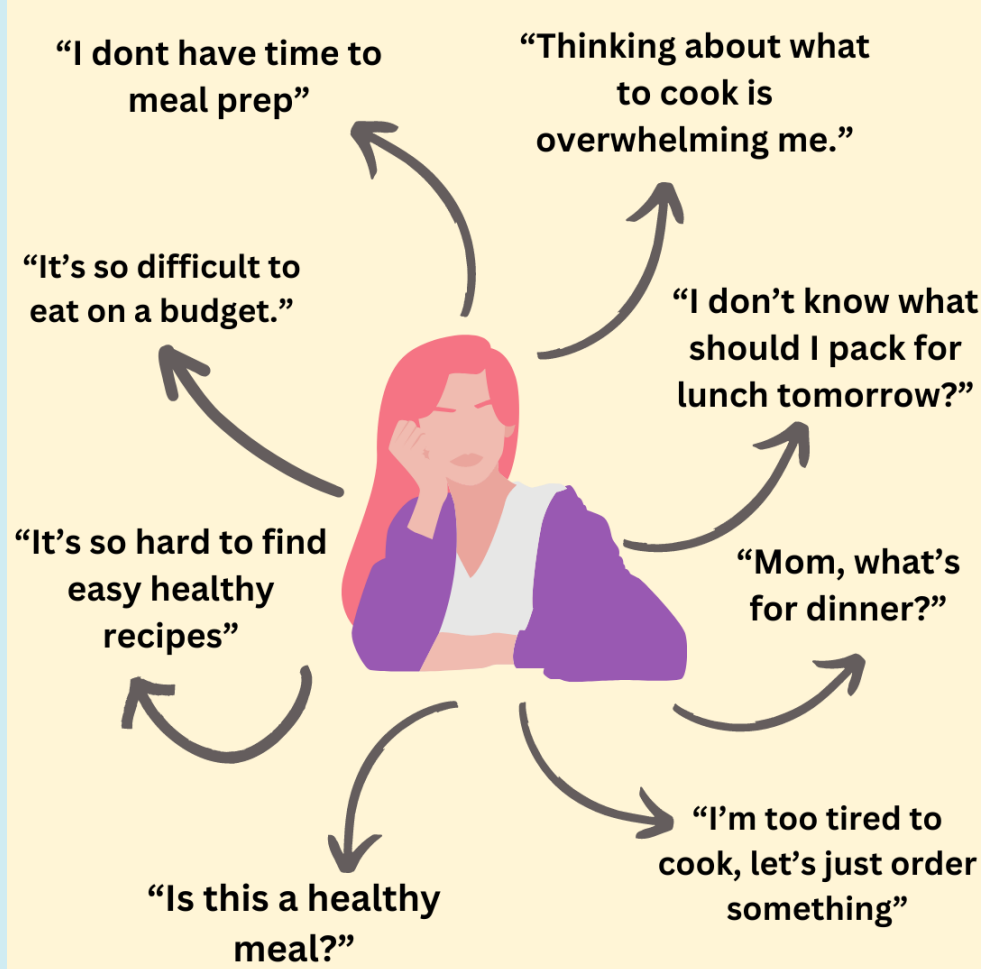 “I dont have time to
meal prep”
“Thinking about what
to cook is
overwhelming me.”
“It’s so difficult to
eat on a budget.”
“I don’t know what
should I pack for
lunch tomorrow?”
“It’s so hard to find
easy healthy
recipes”
“Mom, what’s
for dinner?”
“Is this a healthy
meal?”
“I’m too tired to
cook, let’s just order
something”